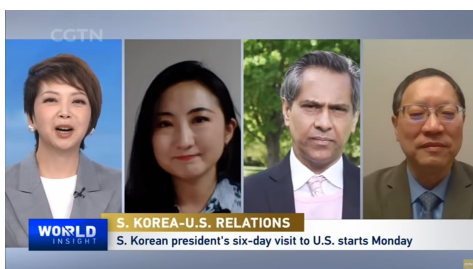 CGTN
S. KOREA-U.S. RELATIONS
WORLD
INSIGHT
S. Korean president's six-day visit to U.S. starts Monday